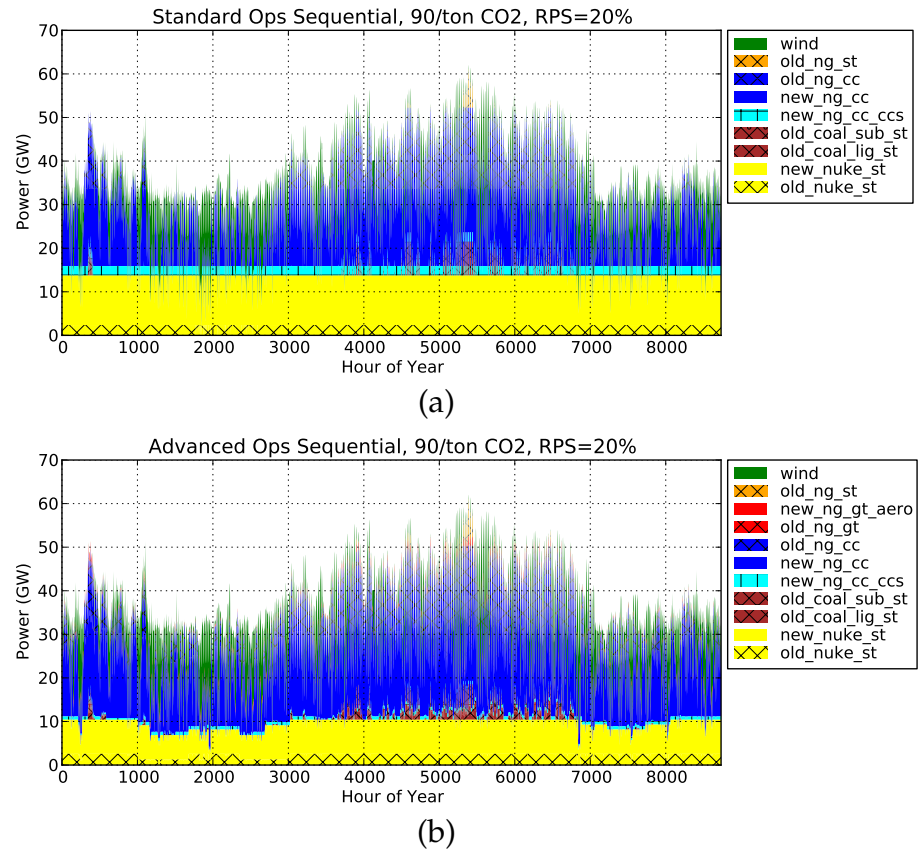 Standard Ops Sequential, 90/ton CO2, RPS=20%
70
60
50
40
30
20
10
0
Power (GW)
0 1000 2000 3000 4000 5000 6000 7000 8000
Hour of Year
wind
old_ng_st
old_ng_cc
new_ng_cc
new_ng_cc_ccs
old_coal_sub_st
old_coal_lig_st
new_nuke_st
old_nuke_st
(a)
Advanced Ops Sequential, 90/ton CO2, RPS=20%
70
60
50
40
30
20
10
0
Power (GW)
0 1000 2000 3000 4000 5000 6000 7000 8000
Hour of Year
wind
old_ng_st
new_ng_gt_aero
old_ng_gt
old_ng_cc
new_ng_cc
new_ng_cc_ccs
old_coal_sub_st
old_coal_lig_st
new_nuke_st
old_nuke_st
(b)